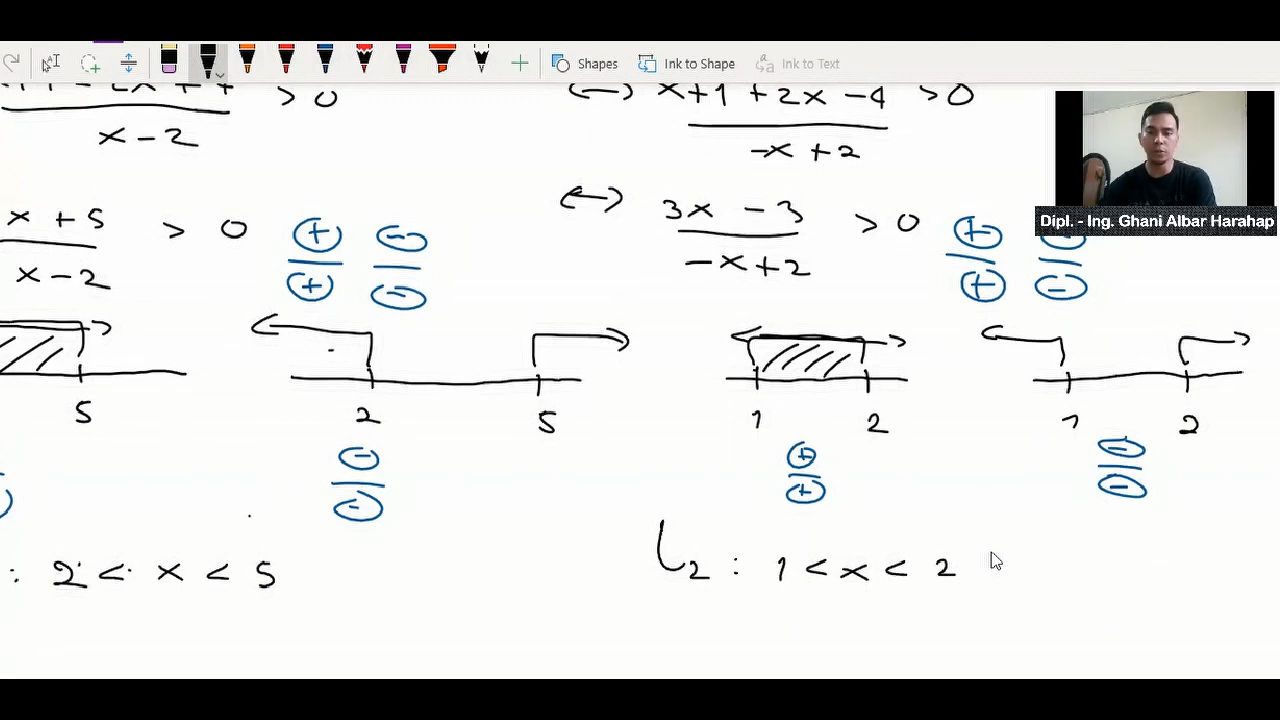 Shapes Ink to Shape Ink to Text
> 0
x - 2
<-> x+1 +2x -4 > 0
-x + 2
x + 5 > 0
x - 2
(+) (-)
(+) (-)
<-> 3x - 3 > 0
-x + 2
(+) (-)
(+) (-)
Dipl. - Ing. Ghani Albar Harahap
5 2 5 1 2 1 2
(-) (+) (-)
(-) (+) (-)
: 2 < x < 5
L2 : 1 < x < 2